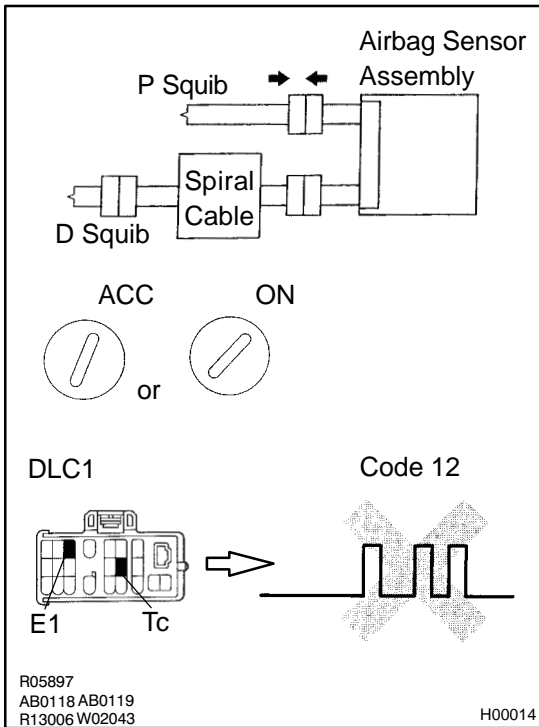 Airbag Sensor
Assembly
P Squib
Spiral
Cable
D Squib
ACC
ON
or
DLC1
Code 12
E1
Tc
R05897
AB0118 AB0119
R13006 W02043
H00014